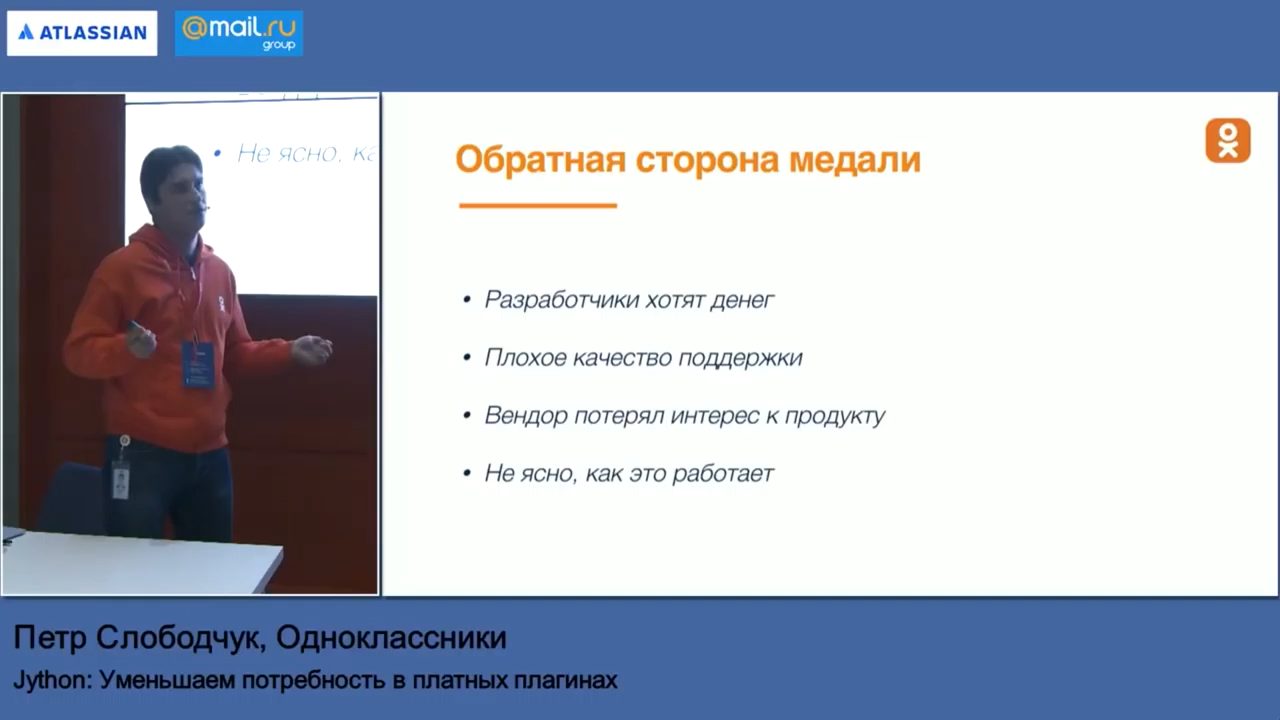 ATLASSIAN
@mail.ru
group
Не ясно, ка
Обратная сторона медали
• Разработчики хотят денег
• Плохое качество поддержки
• Вендор потерял интерес к продукту
• Не ясно, как это работает
Петр Слободчук, Одноклассники
Jython: Уменьшаем потребность в платных плагинах